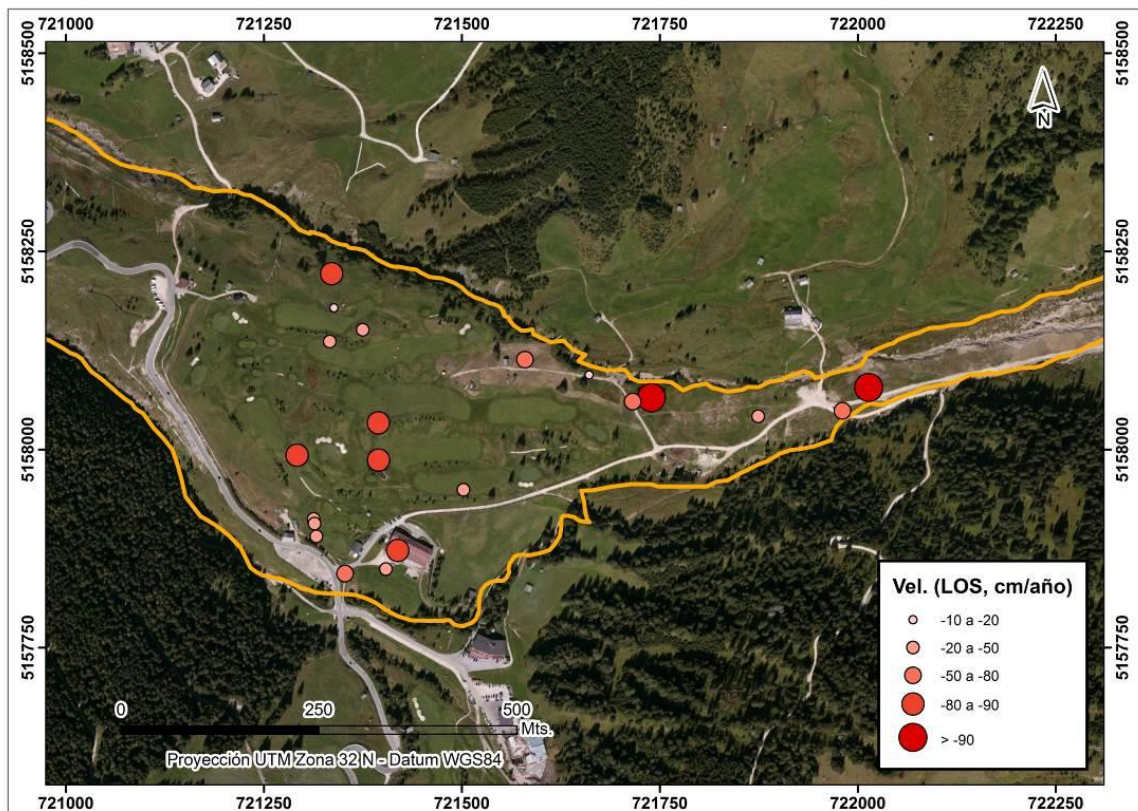 721000 721250 721500 721750 722000 722250
5158500
5158500
N
5158250
5158250
5158000
5158000
5157750
5157750
Vel. (LOS, cm/año)
-10 a -20
-20 a -50
-50 a -80
-80 a -90
> -90
0 250 500
Mts.
Proyección UTM Zona 32 N - Datum WGS84
721000 721250 721500 721750 722000 722250